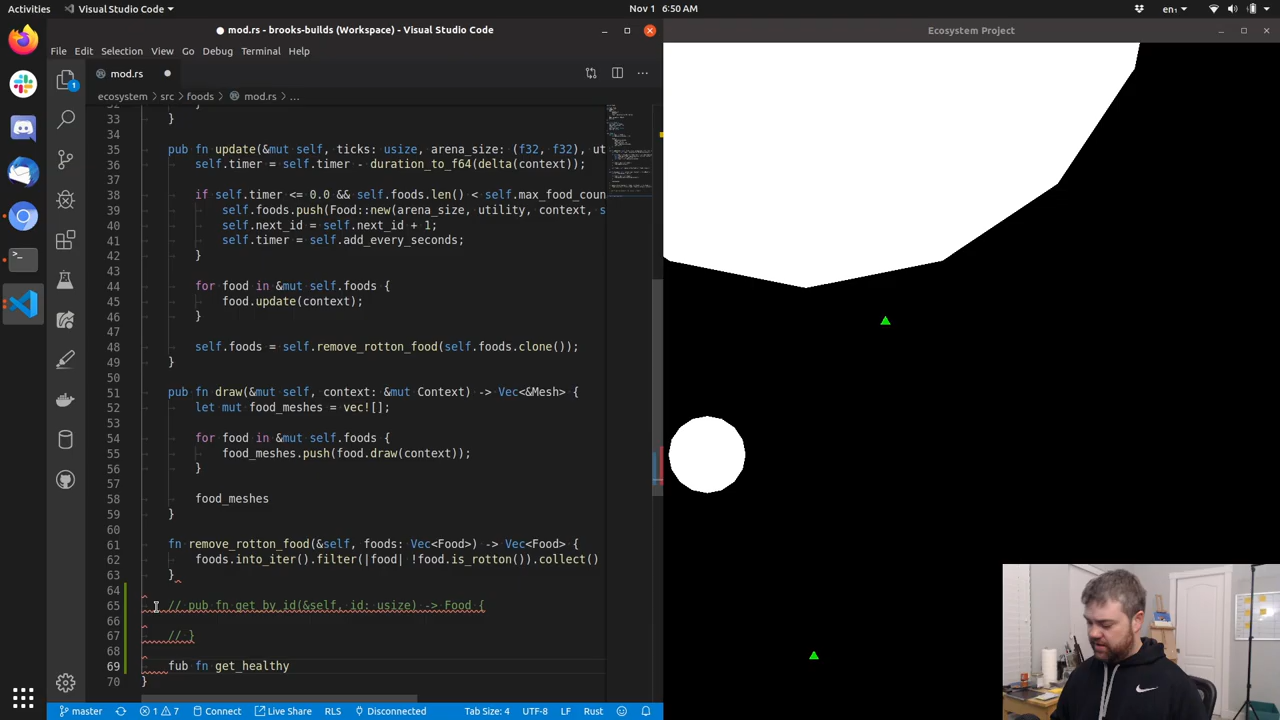 Activities
Visual Studio Code
Nov 1 6:50 AM
en₁
mod.rs - brooks-builds (Workspace) - Visual Studio Code
Ecosystem Project
File Edit Selection View Go Debug Terminal Help
mod.rs
ecosystem > src > foods > mod.rs > ...
33 }
34
35 pub fn update(&mut self, ticks: usize, arena_size: (f32, f32), ut
36 self.timer = self.timer - duration_to_f64(delta(context));
37
38 if self.timer <= 0.0 && self.foods.len() < self.max_food_coun
39 self.foods.push(Food::new(arena_size, utility, context, s
40 self.next_id = self.next_id + 1;
41 self.timer = self.add_every_seconds;
42 }
43
44 for food in &mut self.foods {
45 food.update(context);
46 }
47
48 self.foods = self.remove_rotton_food(self.foods.clone());
49 }
50
51 pub fn draw(&mut self, context: &mut Context) -> Vec<&Mesh> {
52 let mut food_meshes = vec![];
53
54 for food in &mut self.foods {
55 food_meshes.push(food.draw(context));
56 }
57
58 food_meshes
59 }
60
61 fn remove_rotton_food(&self, foods: Vec<Food>) -> Vec<Food> {
62 foods.into_iter().filter(|food| !food.is_rotton()).collect()
63 }
64
65 // pub fn get_by_id(&self, id: usize) -> Food {
66
67 // }
68
69 fub fn get_healthy
70 }
master
1 7
Connect
Live Share
RLS
Disconnected
Tab Size: 4
UTF-8
LF
Rust